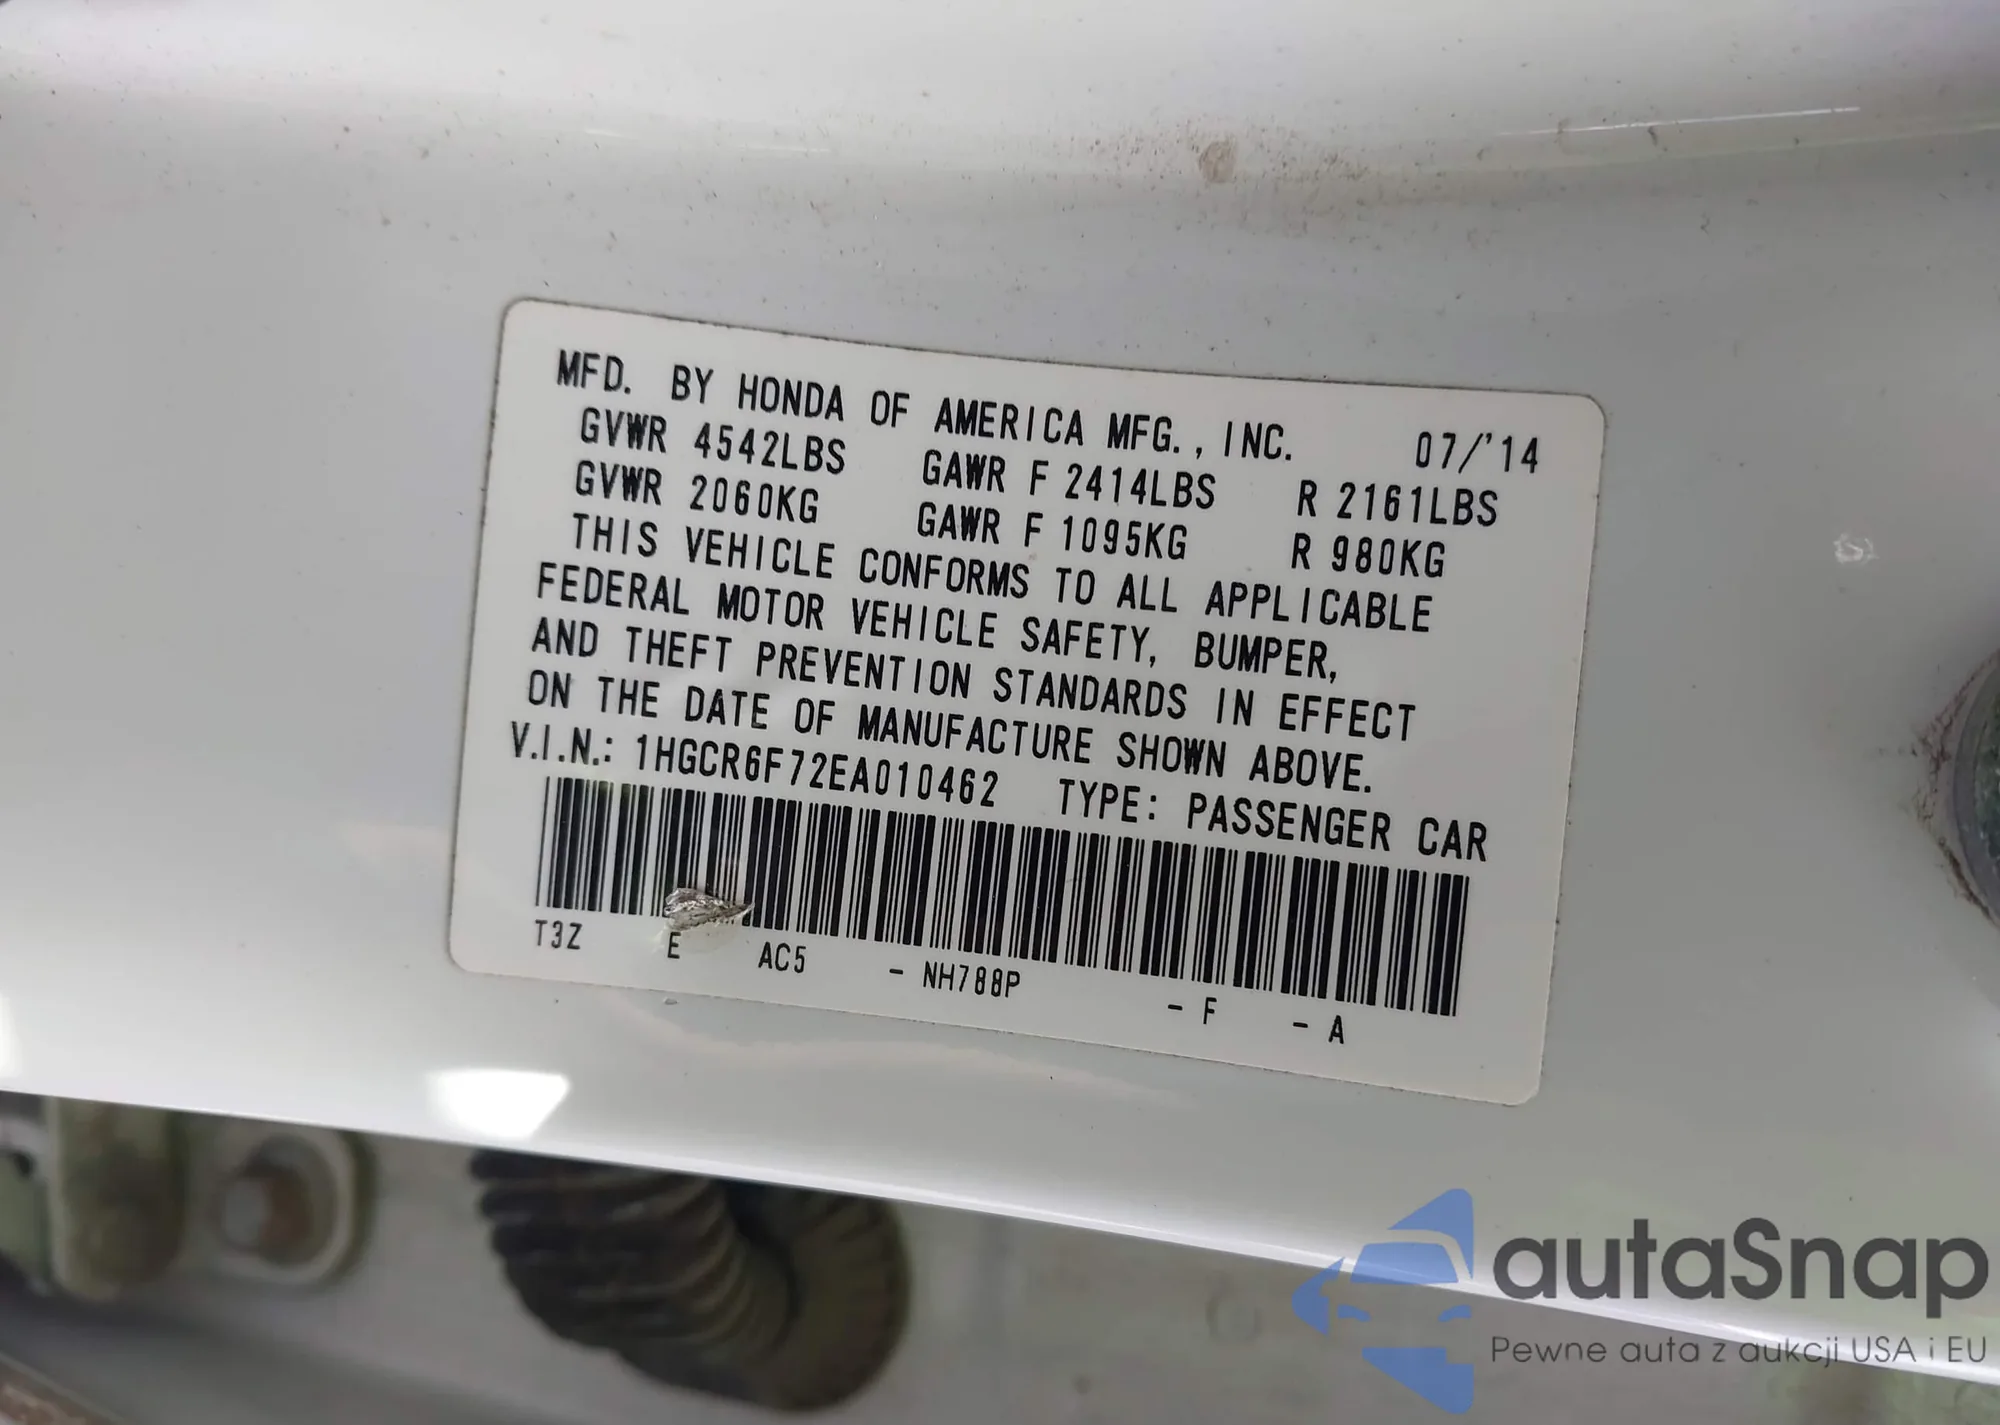 MFD. BY HONDA OF AMERICA MFG., INC. 07/'14
GVWR 4542LBS GAWR F 2414LBS R 2161LBS
GVWR 2060KG GAWR F 1095KG R 980KG
THIS VEHICLE CONFORMS TO ALL APPLICABLE
FEDERAL MOTOR VEHICLE SAFETY, BUMPER,
AND THEFT PREVENTION STANDARDS IN EFFECT
ON THE DATE OF MANUFACTURE SHOWN ABOVE.
V.I.N.: 1HGCR6F72EA010462 TYPE: PASSENGER CAR
T3Z E AC5 - NH788P - F - A
autaSnap
Pewne auta z aukcji USA i EU